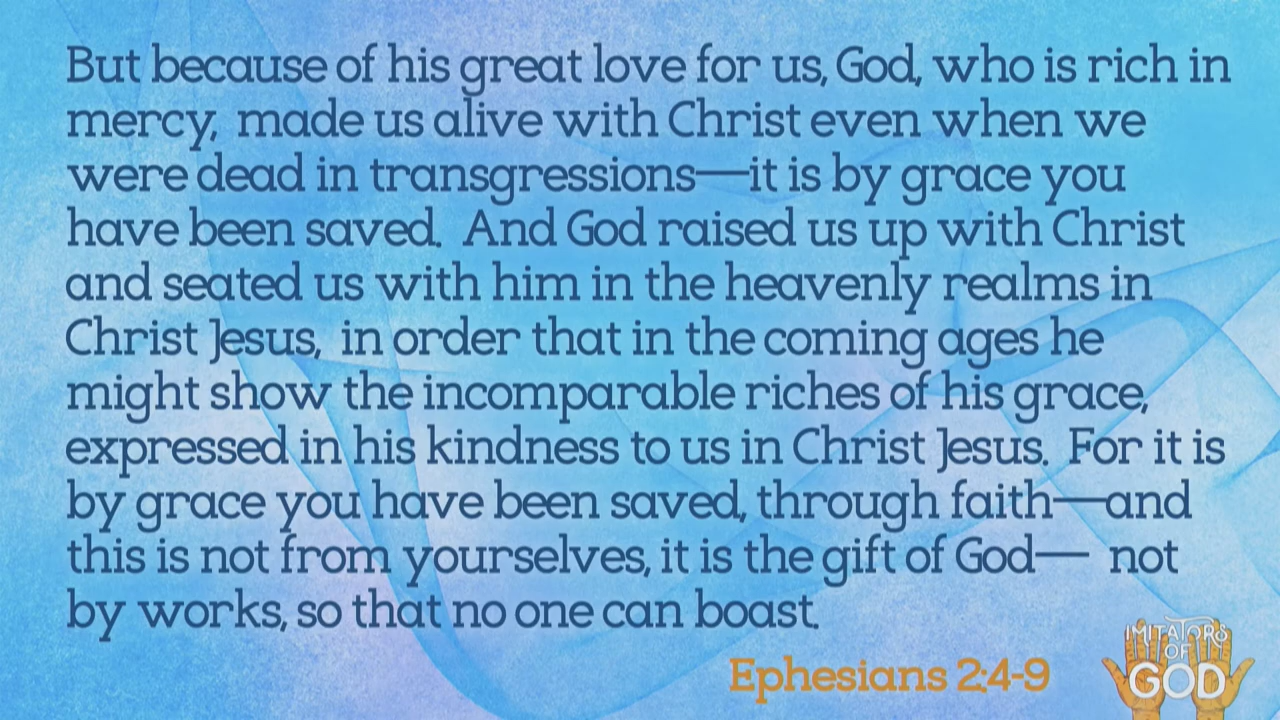 But because of his great love for us, God, who is rich in
mercy, made us alive with Christ even when we
were dead in transgressions—it is by grace you
have been saved. And God raised us up with Christ
and seated us with him in the heavenly realms in
Christ Jesus, in order that in the coming ages he
might show the incomparable riches of his grace,
expressed in his kindness to us in Christ Jesus. For it is
by grace you have been saved, through faith—and
this is not from yourselves, it is the gift of God— not
by works, so that no one can boast.
Ephesians 2:4-9
IMITATORS
OF
GOD